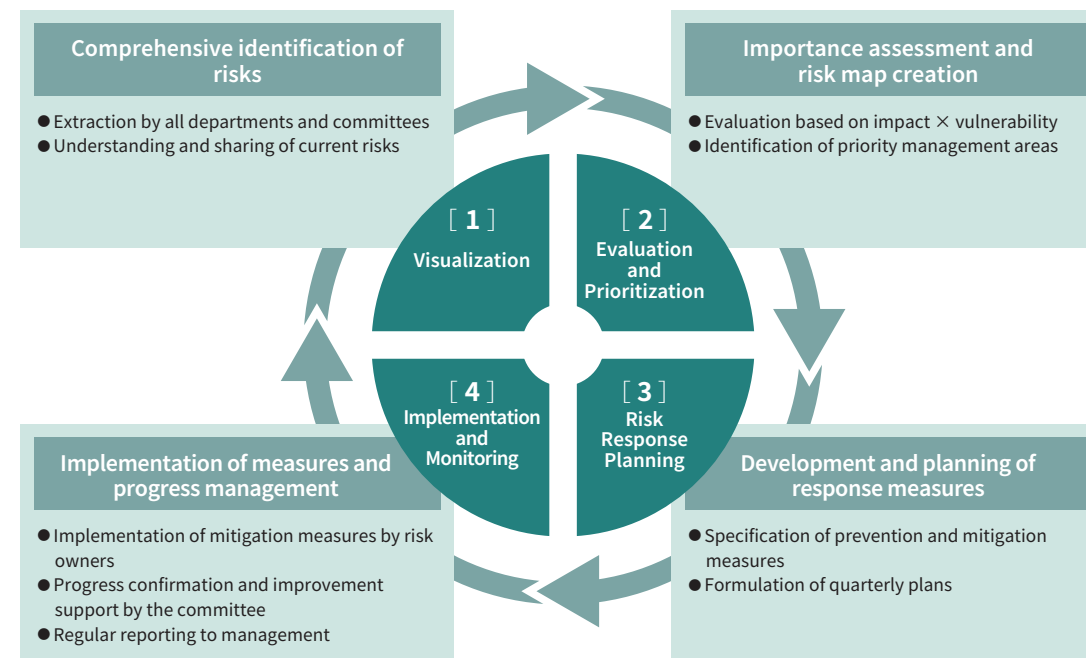 Comprehensive identification of
risks
● Extraction by all departments and committees
● Understanding and sharing of current risks
Importance assessment and
risk map creation
● Evaluation based on impact × vulnerability
● Identification of priority management areas
[ 1 ]
Visualization
[ 2 ]
Evaluation
and
Prioritization
[ 4 ]
Implementation
and
Monitoring
[ 3 ]
Risk
Response
Planning
Implementation of measures and
progress management
● Implementation of mitigation measures by risk
owners
● Progress confirmation and improvement
support by the committee
● Regular reporting to management
Development and planning of
response measures
● Specification of prevention and mitigation
measures
● Formulation of quarterly plans